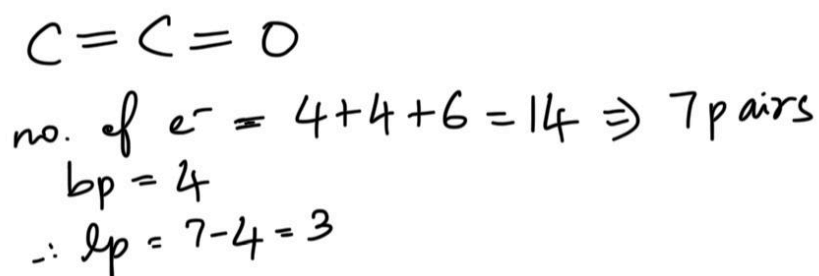 C = C = O
no. of e⁻ = 4+4+6 = 14 ⇒ 7 pairs
bp = 4
∴ lp = 7-4 = 3